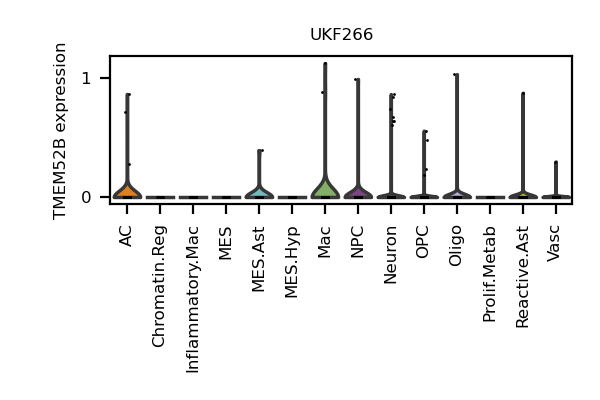 UKF266
TMEM52B expression
1
0
AC
Chromatin.Reg
Inflammatory.Mac
MES
MES.Ast
MES.Hyp
Mac
NPC
Neuron
OPC
Oligo
Prolif.Metab
Reactive.Ast
Vasc